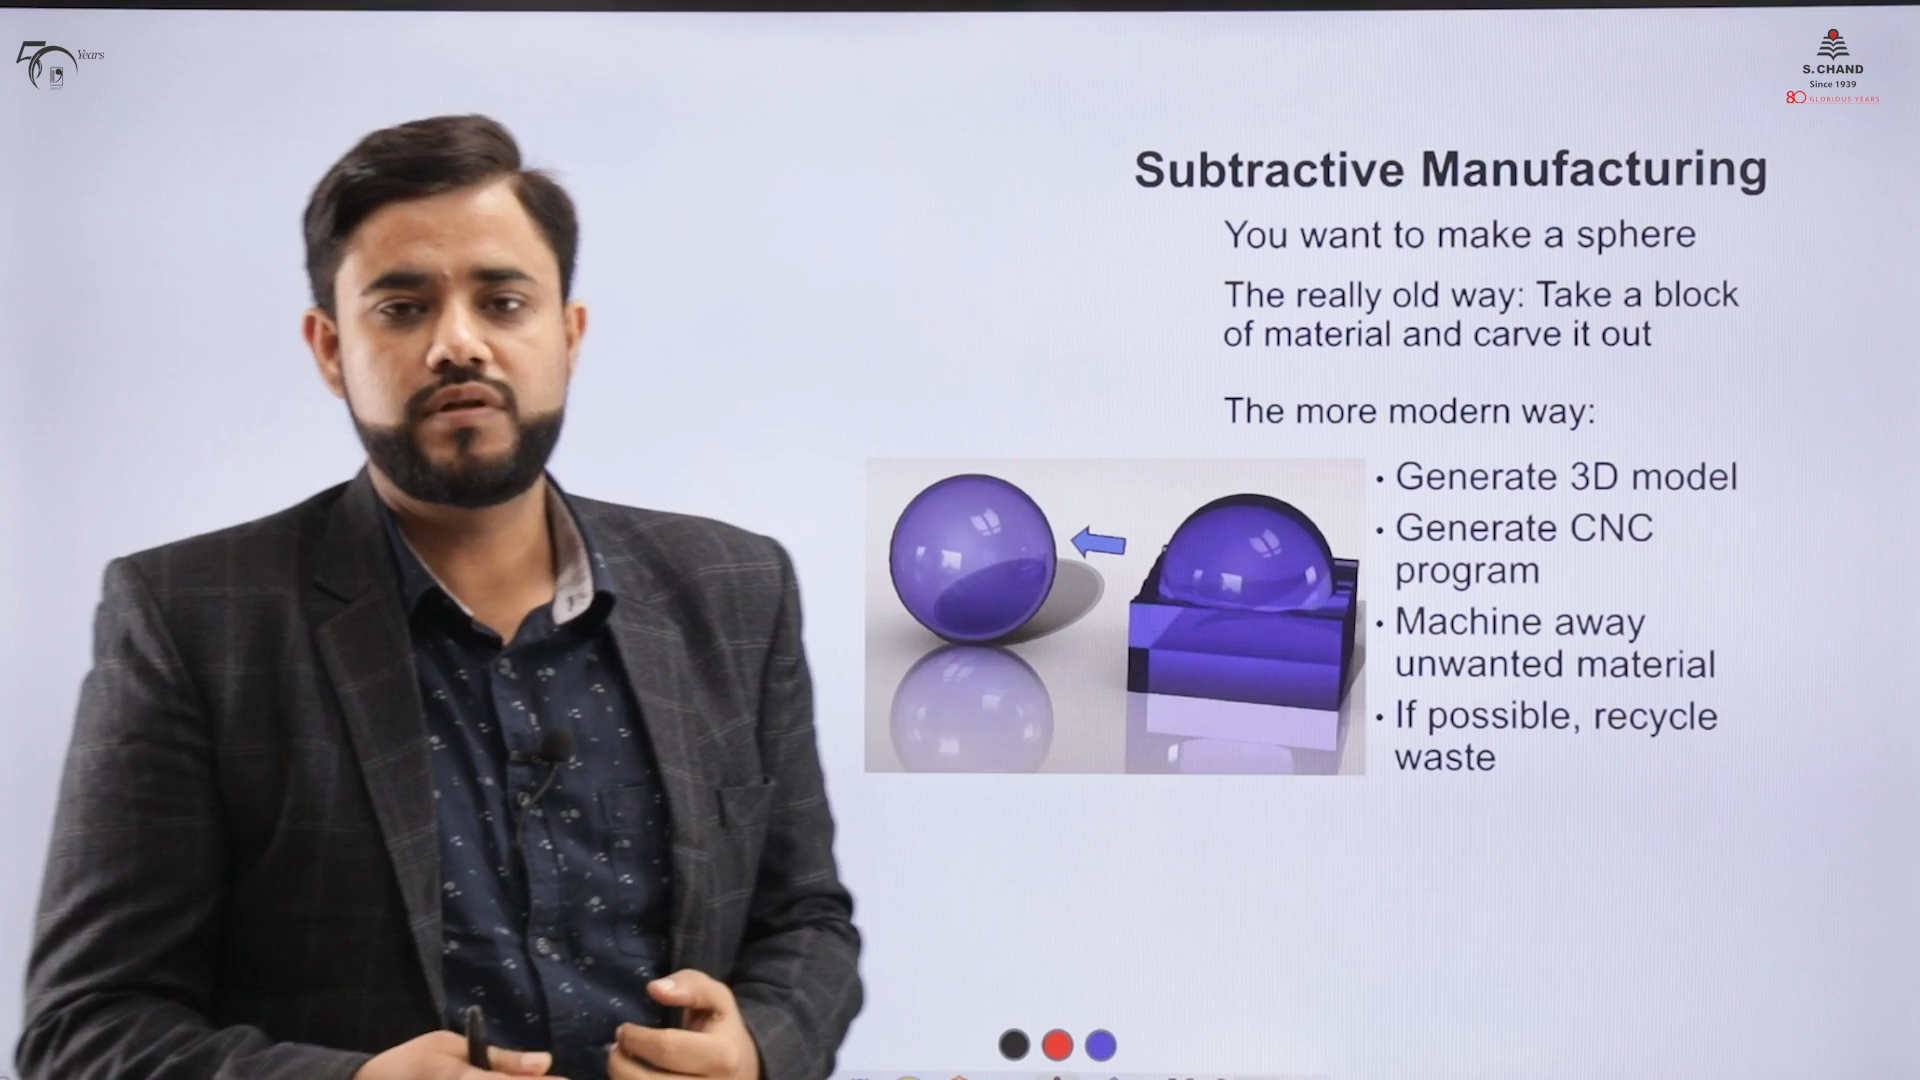 50 Years
S. CHAND
Since 1939
80 GLORIOUS YEARS
Subtractive Manufacturing
You want to make a sphere
The really old way: Take a block
of material and carve it out
The more modern way:
• Generate 3D model
• Generate CNC
program
• Machine away
unwanted material
• If possible, recycle
waste